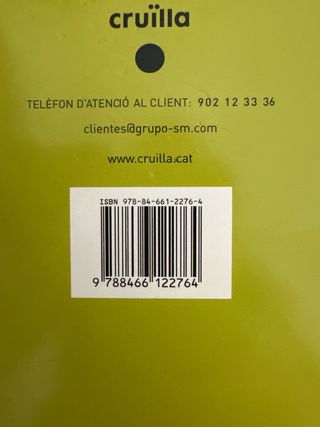 cruïlla
TELÈFON D'ATENCIÓ AL CLIENT: 902 12 33 36
clientes@grupo-sm.com
www.cruilla.cat
ISBN 978-84-661-2276-4
9 788466 122764